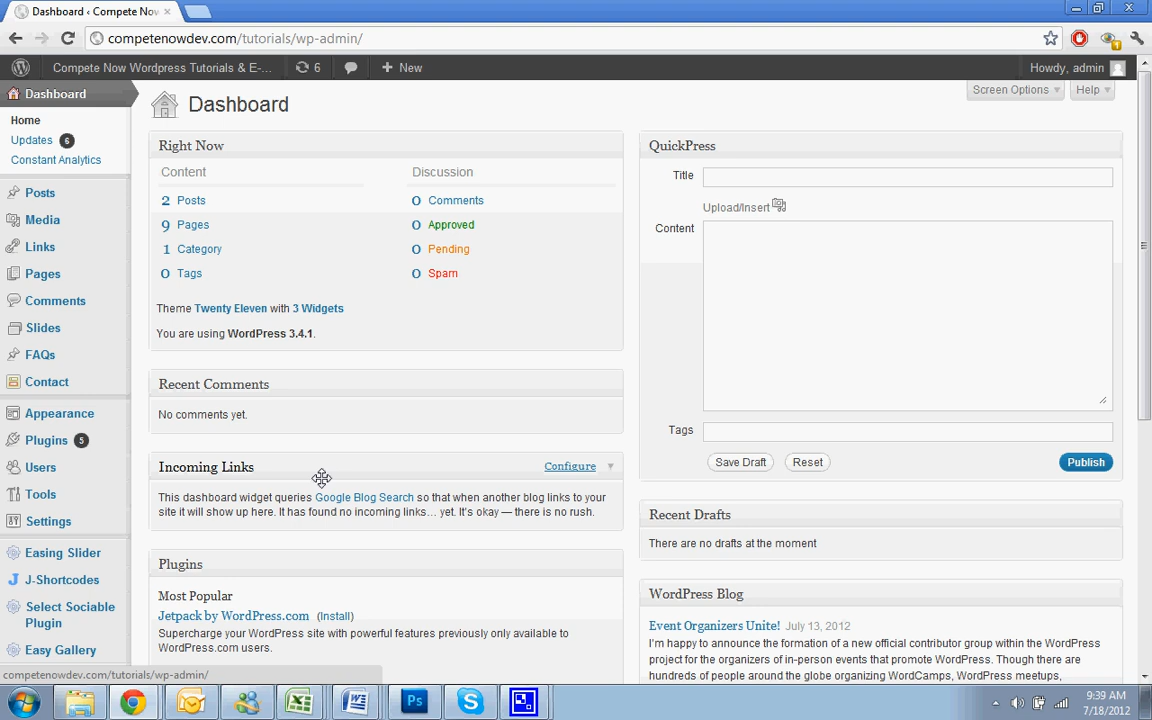 Dashboard ‹ Compete Now
competenowdev.com/tutorials/wp-admin/
Compete Now Wordpress Tutorials & E-...
6
New
Howdy, admin
Dashboard
Home
Updates 6
Constant Analytics
Posts
Media
Links
Pages
Comments
Slides
FAQs
Contact
Appearance
Plugins 5
Users
Tools
Settings
Easing Slider
J-Shortcodes
Select Sociable
Plugin
Easy Gallery
competenowdev.com/tutorials/wp-admin/
Dashboard
Screen Options
Help
Right Now
Content
Discussion
2 Posts
0 Comments
9 Pages
0 Approved
1 Category
0 Pending
0 Tags
0 Spam
Theme Twenty Eleven with 3 Widgets
You are using WordPress 3.4.1.
Recent Comments
No comments yet.
Incoming Links
Configure
This dashboard widget queries Google Blog Search so that when another blog links to your
site it will show up here. It has found no incoming links… yet. It's okay — there is no rush.
Plugins
Most Popular
Jetpack by WordPress.com (Install)
Supercharge your WordPress site with powerful features previously only available to
WordPress.com users.
QuickPress
Title
Upload/Insert
Content
Tags
Save Draft
Reset
Publish
Recent Drafts
There are no drafts at the moment
WordPress Blog
Event Organizers Unite! July 13, 2012
I'm happy to announce the formation of a new official contributor group within the WordPress
project for the organizers of in-person events that promote WordPress. Though there are
hundreds of people around the globe organizing WordCamps, WordPress meetups,
Ps
9:39 AM
7/18/2012